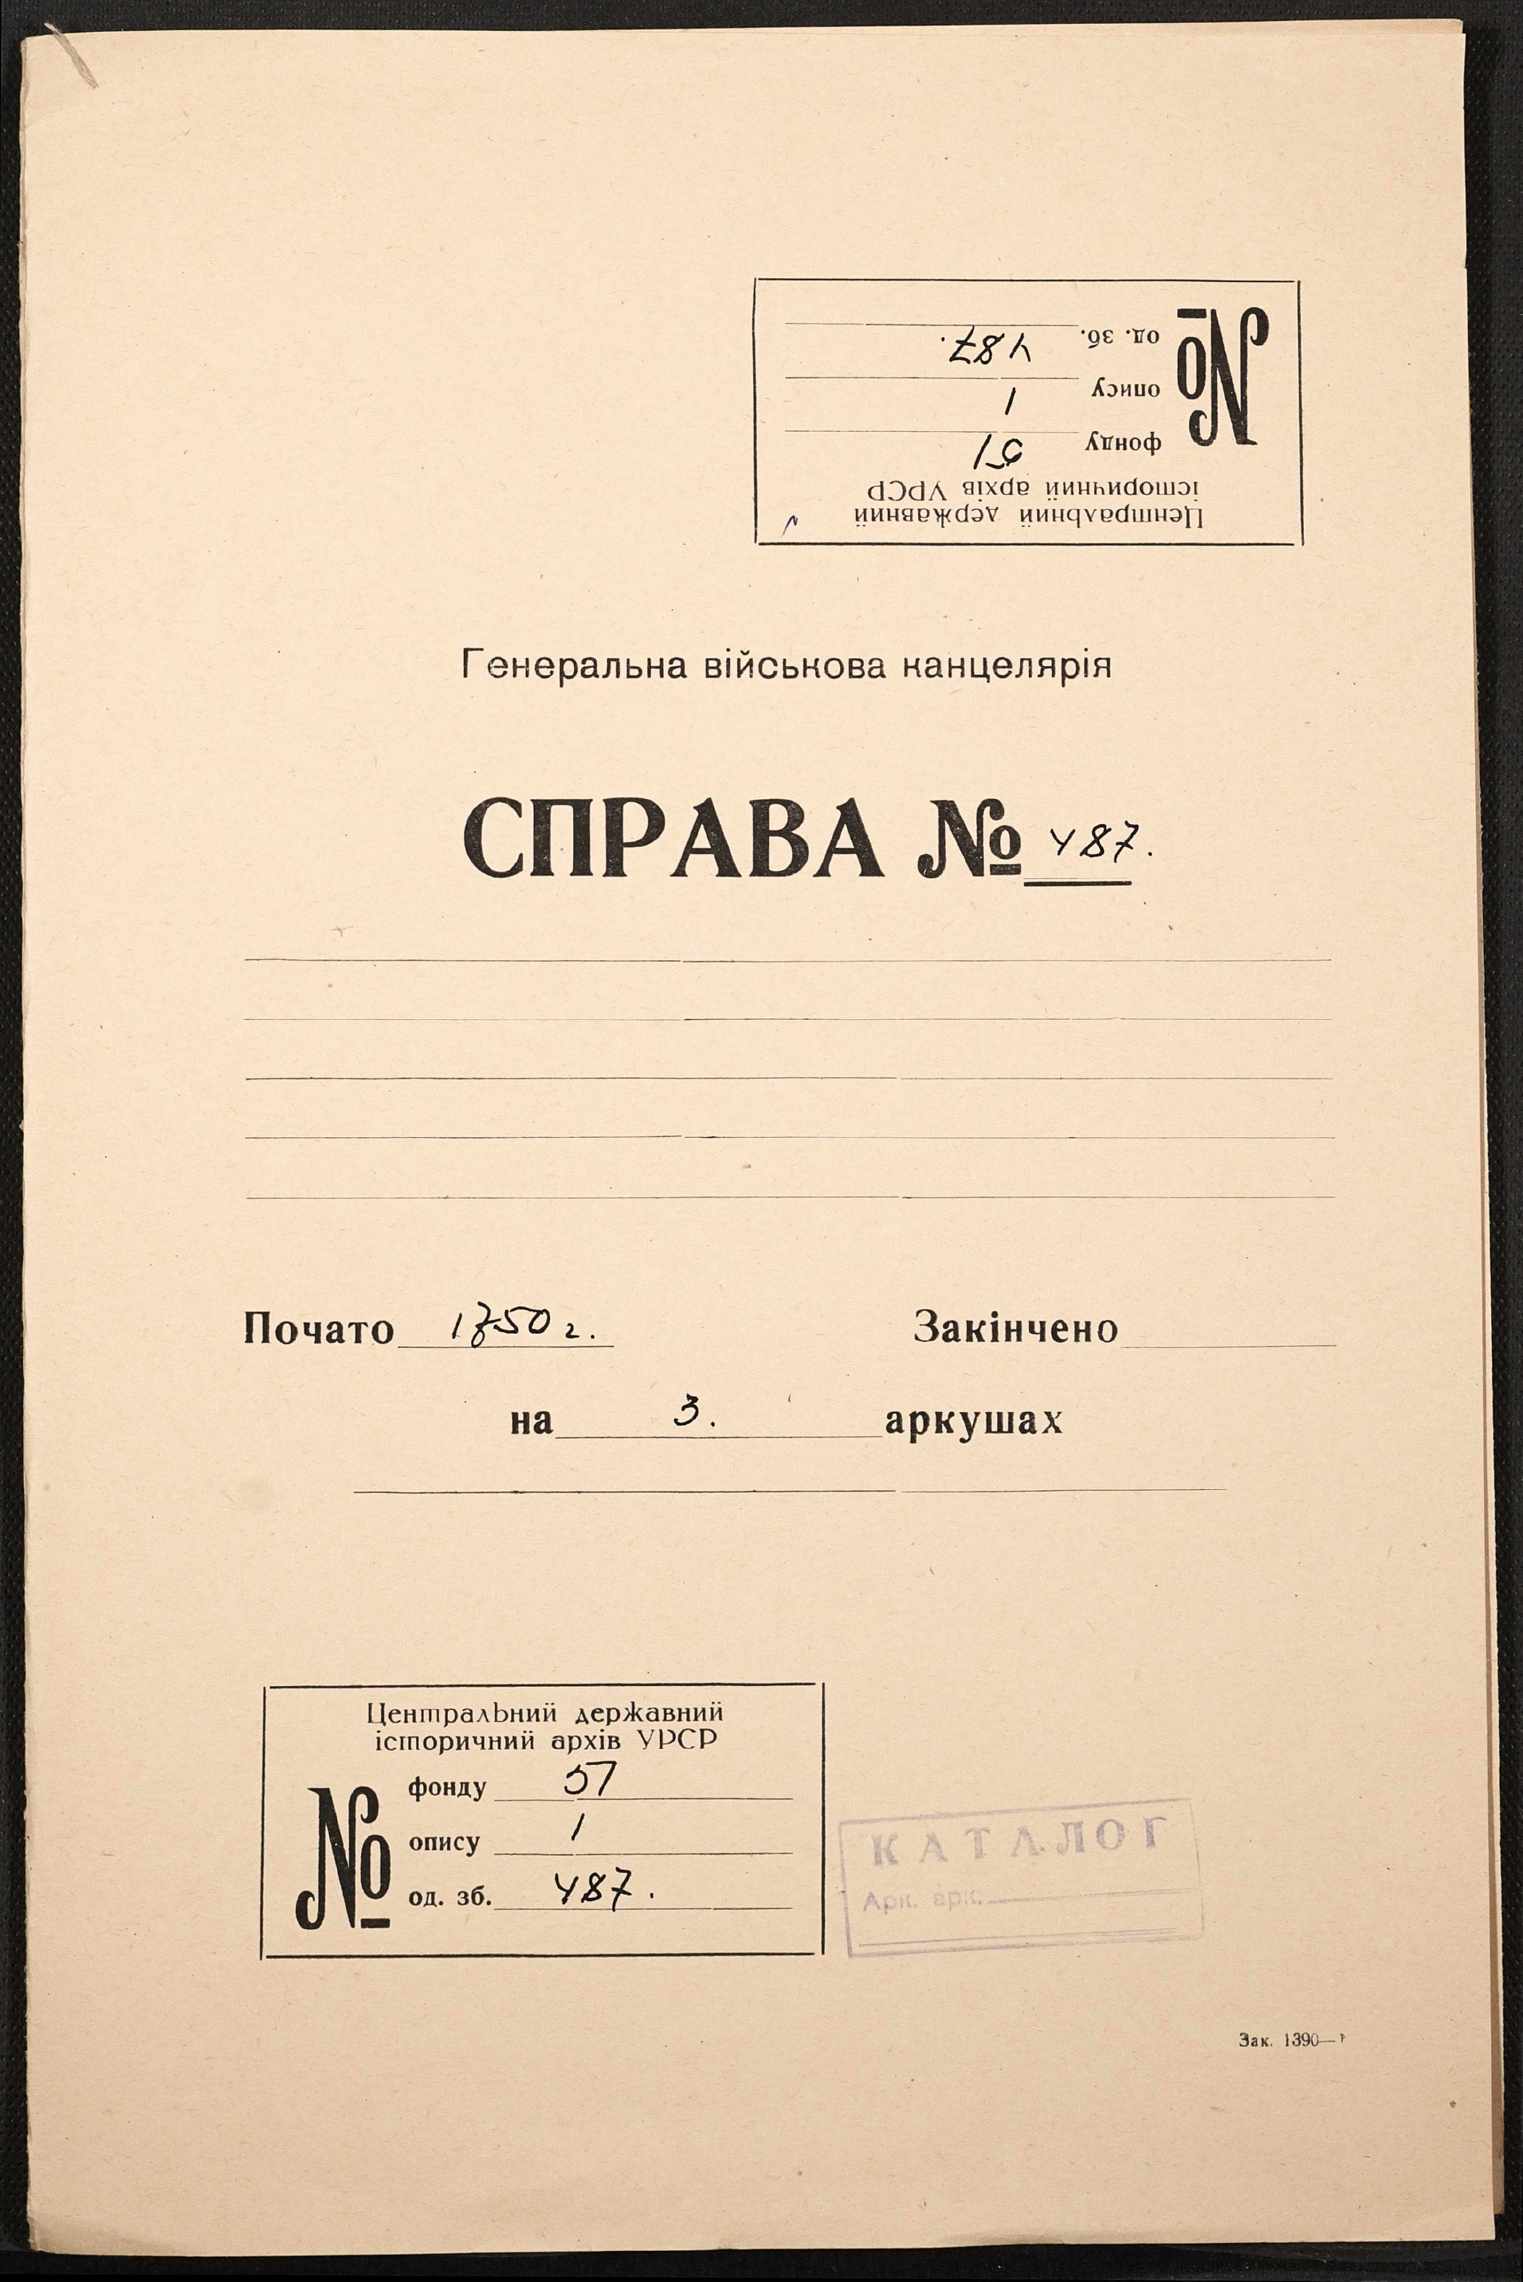 Центральний державний
історичний архів УРСР
№
фонду 51
опису 1
од. зб. 487.
Генеральна військова канцелярія
СПРАВА № 487.
Почато 1750 г. Закінчено
на 3. аркушах
Центральний державний
історичний архів УРСР
№
фонду 51
опису 1
од. зб. 487.
КАТАЛОГ
Арк. арк.
Зак. 1390—